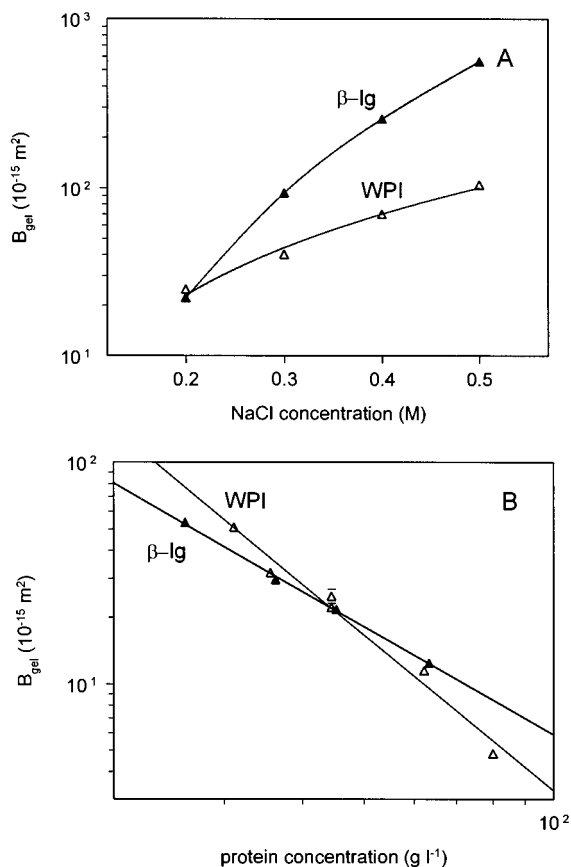 10³
A
β–lg
B_gel (10⁻¹⁵ m²)
10²
WPI
10¹
0.2 0.3 0.4 0.5
NaCl concentration (M)
10²
WPI
B
β–lg
B_gel (10⁻¹⁵ m²)
10¹
10²
protein concentration (g l⁻¹)